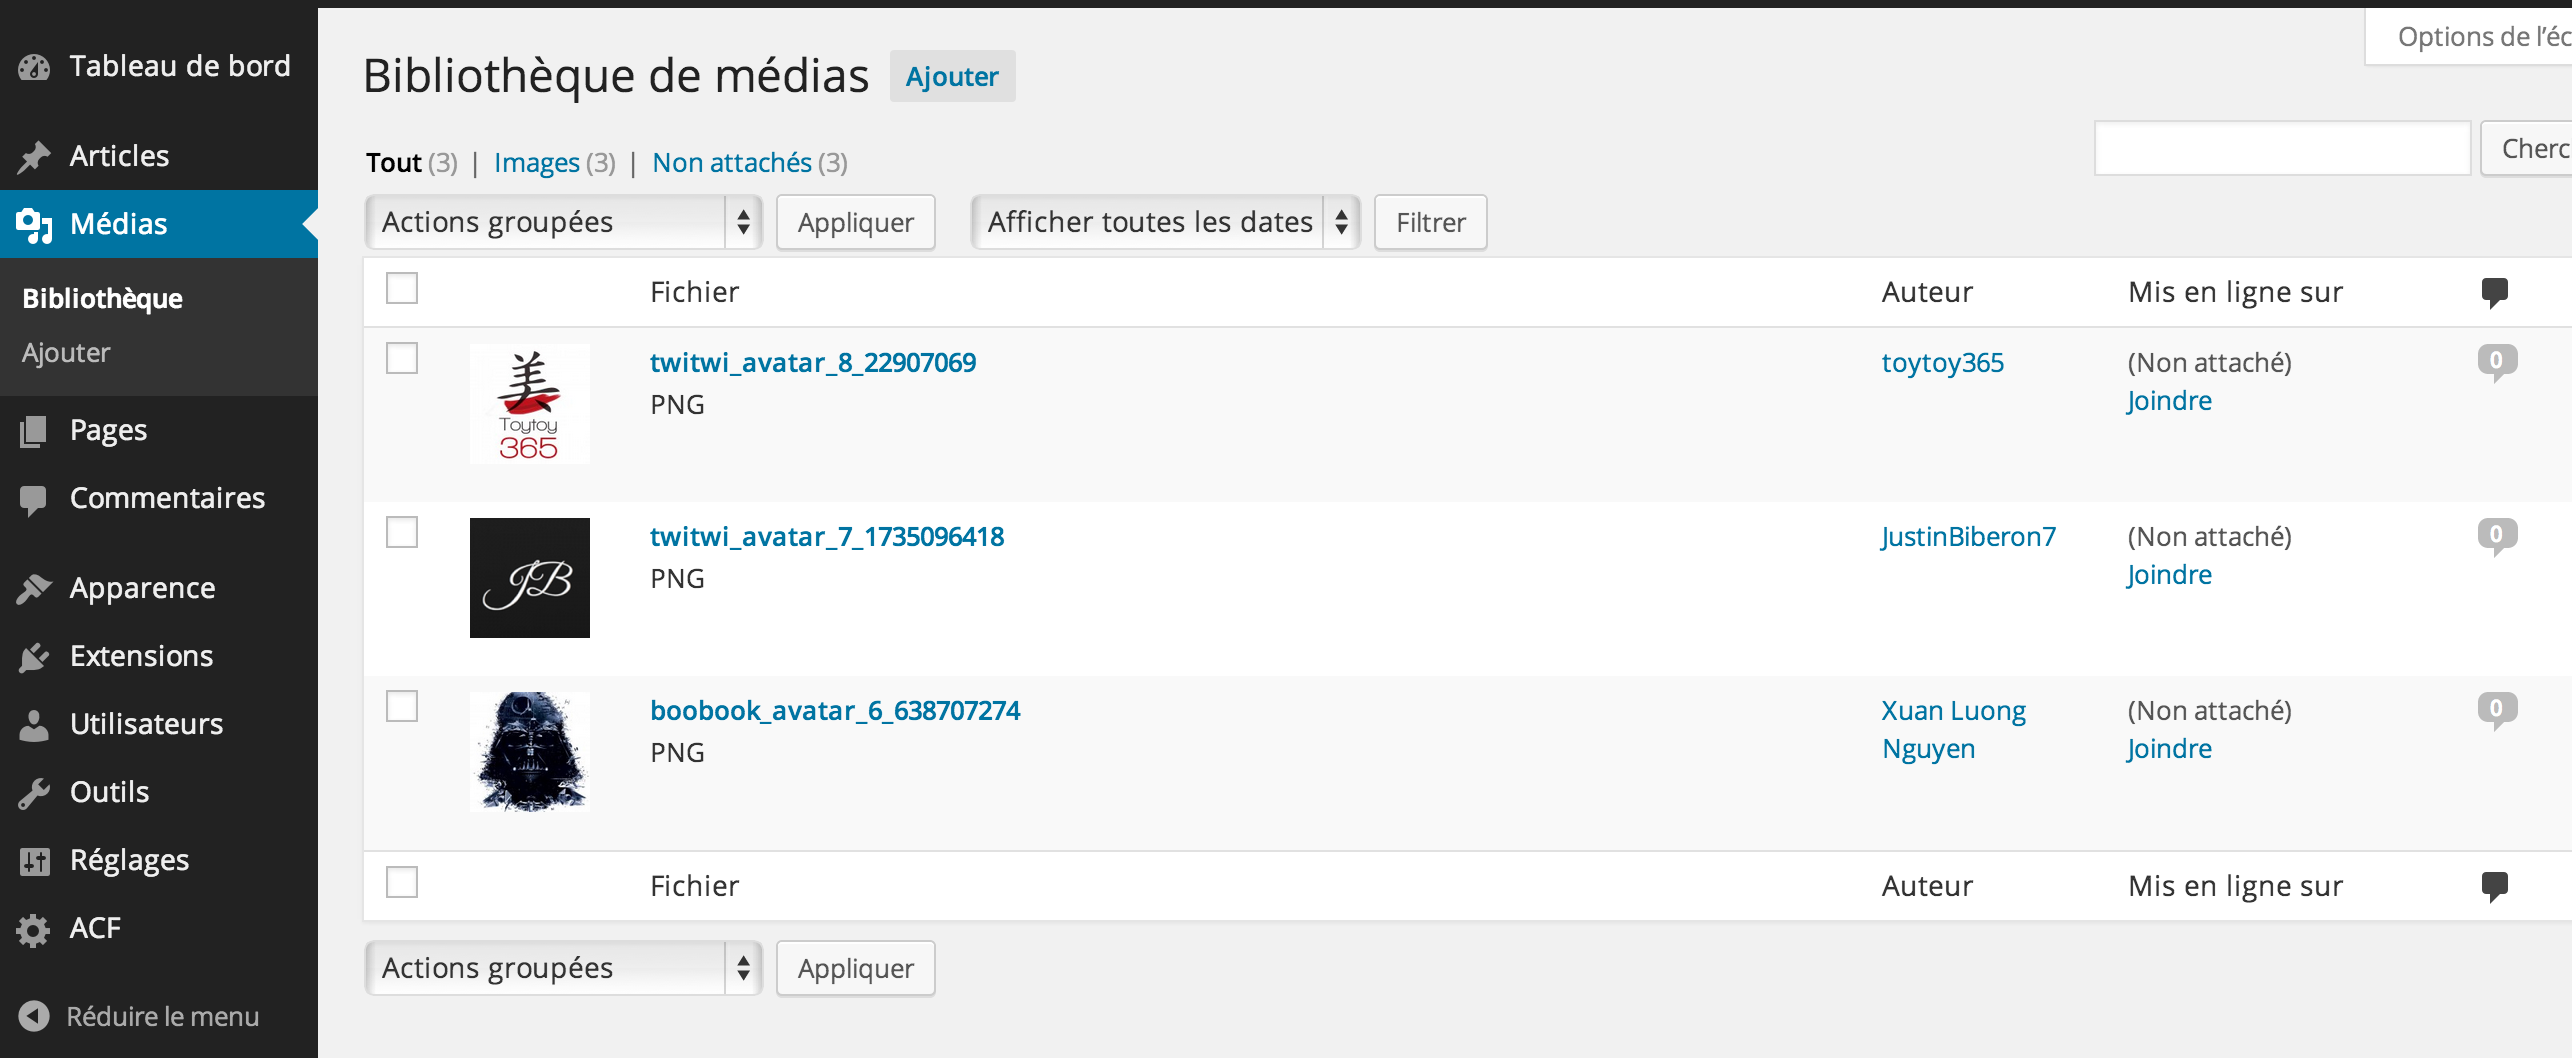 Tableau de bord
Articles
Médias
Bibliothèque
Ajouter
Pages
Commentaires
Apparence
Extensions
Utilisateurs
Outils
Réglages
ACF
Réduire le menu
Options de l’éc
Bibliothèque de médias Ajouter
Cherc
Tout (3) | Images (3) | Non attachés (3)
Actions groupées Appliquer Afficher toutes les dates Filtrer
Fichier Auteur Mis en ligne sur
美
Toytoy
365
twitwi_avatar_8_22907069 toytoy365 (Non attaché) 0
PNG Joindre
JB
twitwi_avatar_7_1735096418 JustinBiberon7 (Non attaché) 0
PNG Joindre
boobook_avatar_6_638707274 Xuan Luong (Non attaché) 0
PNG Nguyen Joindre
Fichier Auteur Mis en ligne sur
Actions groupées Appliquer